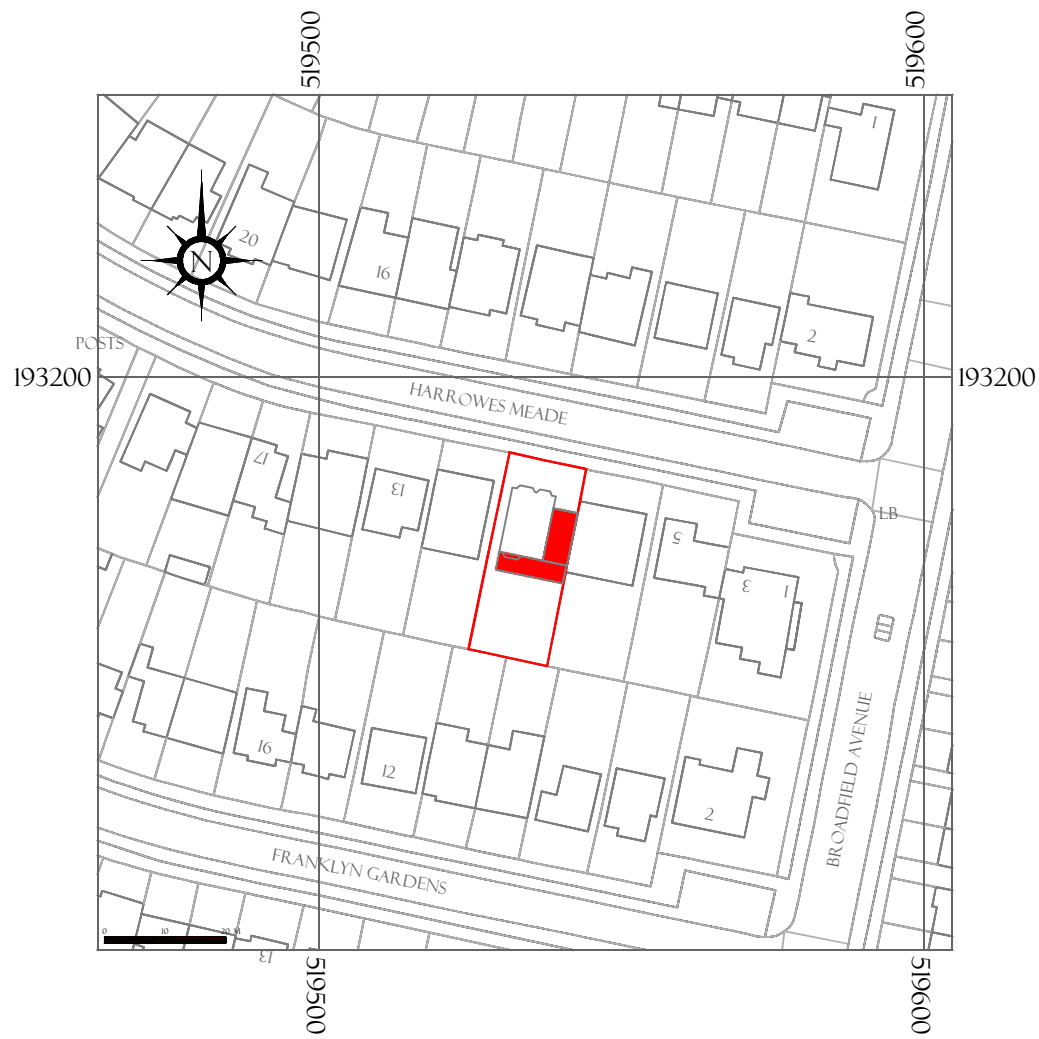 519500
519600
1
20
N
16
2
POSTS
193200
193200
HARROWES MEADE
17
13
LB
5
3
1
16
12
2
BROADFIELD AVENUE
FRANKLYN GARDENS
0 10 20 M
13
519500
519600